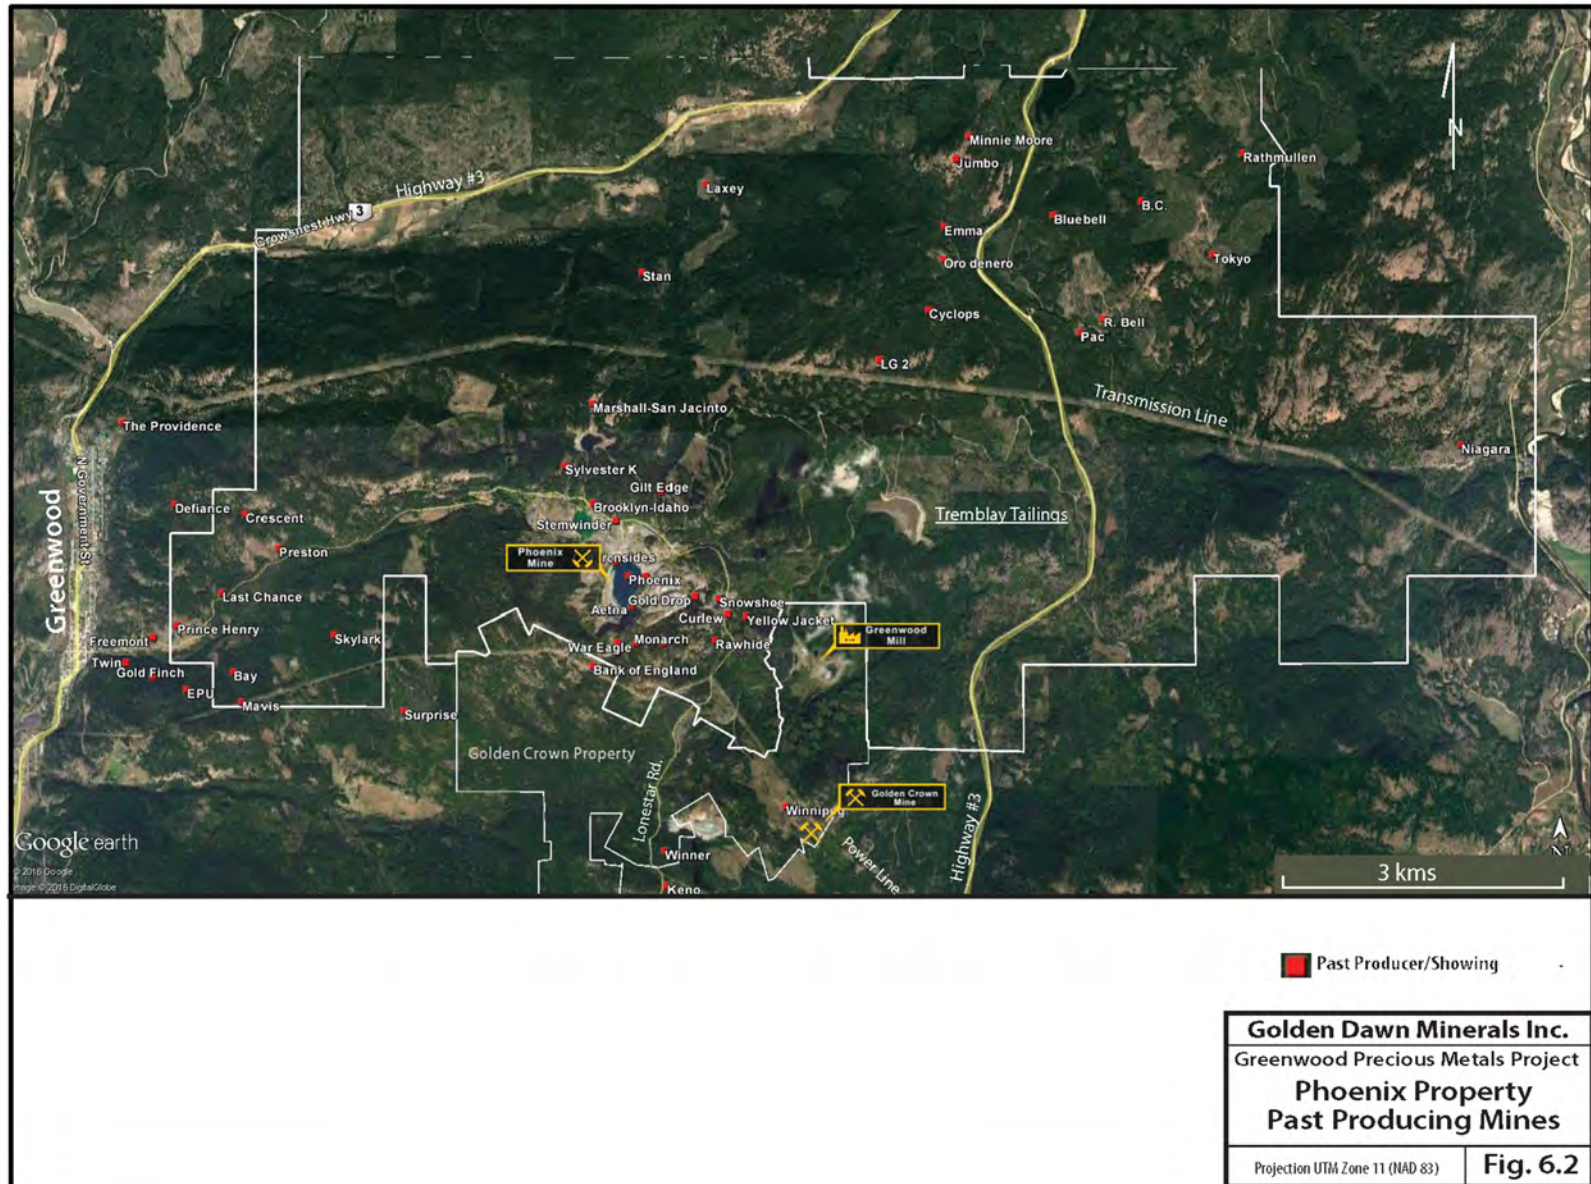 Minnie Moore
Jumbo
Rathmullen
N
Highway #3
Laxey
3
Crowsnest Hwy
B.C.
Bluebell
Emma
Oro denero
Tokyo
Stan
Cyclops
R. Bell
Pac
LG 2
Transmission Line
Marshall-San Jacinto
The Providence
Niagara
N Government St
Sylvester K
Gilt Edge
Greenwood
Defiance
Crescent
Brooklyn-Idaho
Stemwinder
Tremblay Tailings
Preston
Phoenix
Mine
ronsides
Phoenix
Last Chance
Gold Drop
Snowshoe
Aetna
Curlew
Yellow Jacket
Prince Henry
Freemont
Skylark
War Eagle
Monarch
Rawhide
Greenwood
Mill
Twin
Gold Finch
Bay
Bank of England
EPU
Mavis
Surprise
Golden Crown Property
Lonestar Rd.
Golden Crown
Mine
Winnipeg
Highway #3
Power Line
Winner
Keno
Google earth
© 2016 Google
Image © 2016 DigitalGlobe
N
3 kms
Past Producer/Showing
Golden Dawn Minerals Inc.
Greenwood Precious Metals Project
Phoenix Property
Past Producing Mines
Projection UTM Zone 11 (NAD 83)
Fig. 6.2